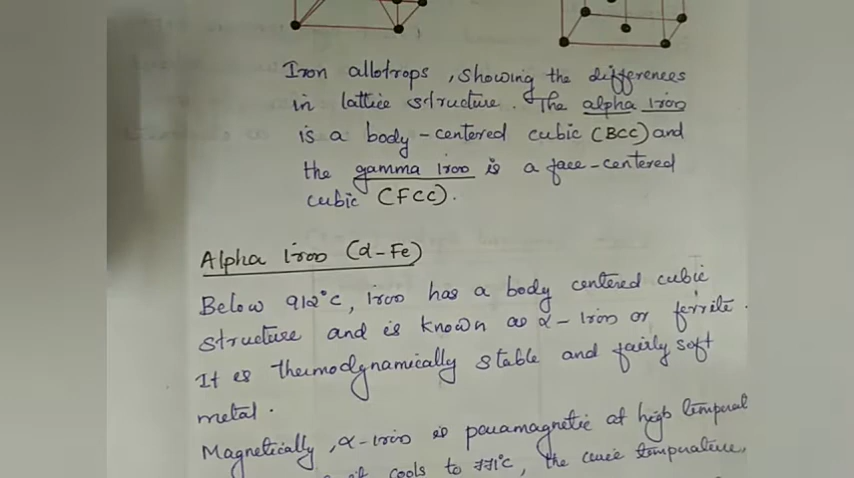 Iron allotrops, showing the differences
in lattice structure. The alpha iron
is a body-centered cubic (BCC) and
the gamma iron is a face-centered
cubic (FCC).
Alpha iron (α-Fe)
Below 912°C, iron has a body centered cubic
structure and is known as α-iron or ferrite.
It is thermodynamically stable and fairly soft
metal.
Magnetically, α-iron is paramagnetic at high temperat
cools to 771°C, the curie temperature,